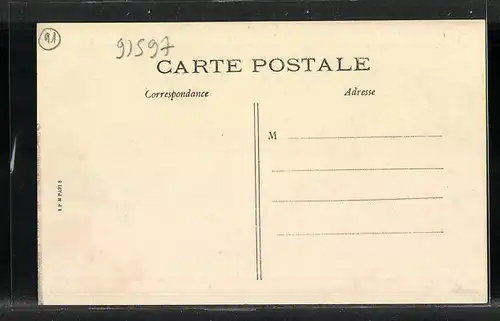 91
91597
CARTE POSTALE
Correspondance
Adresse
M